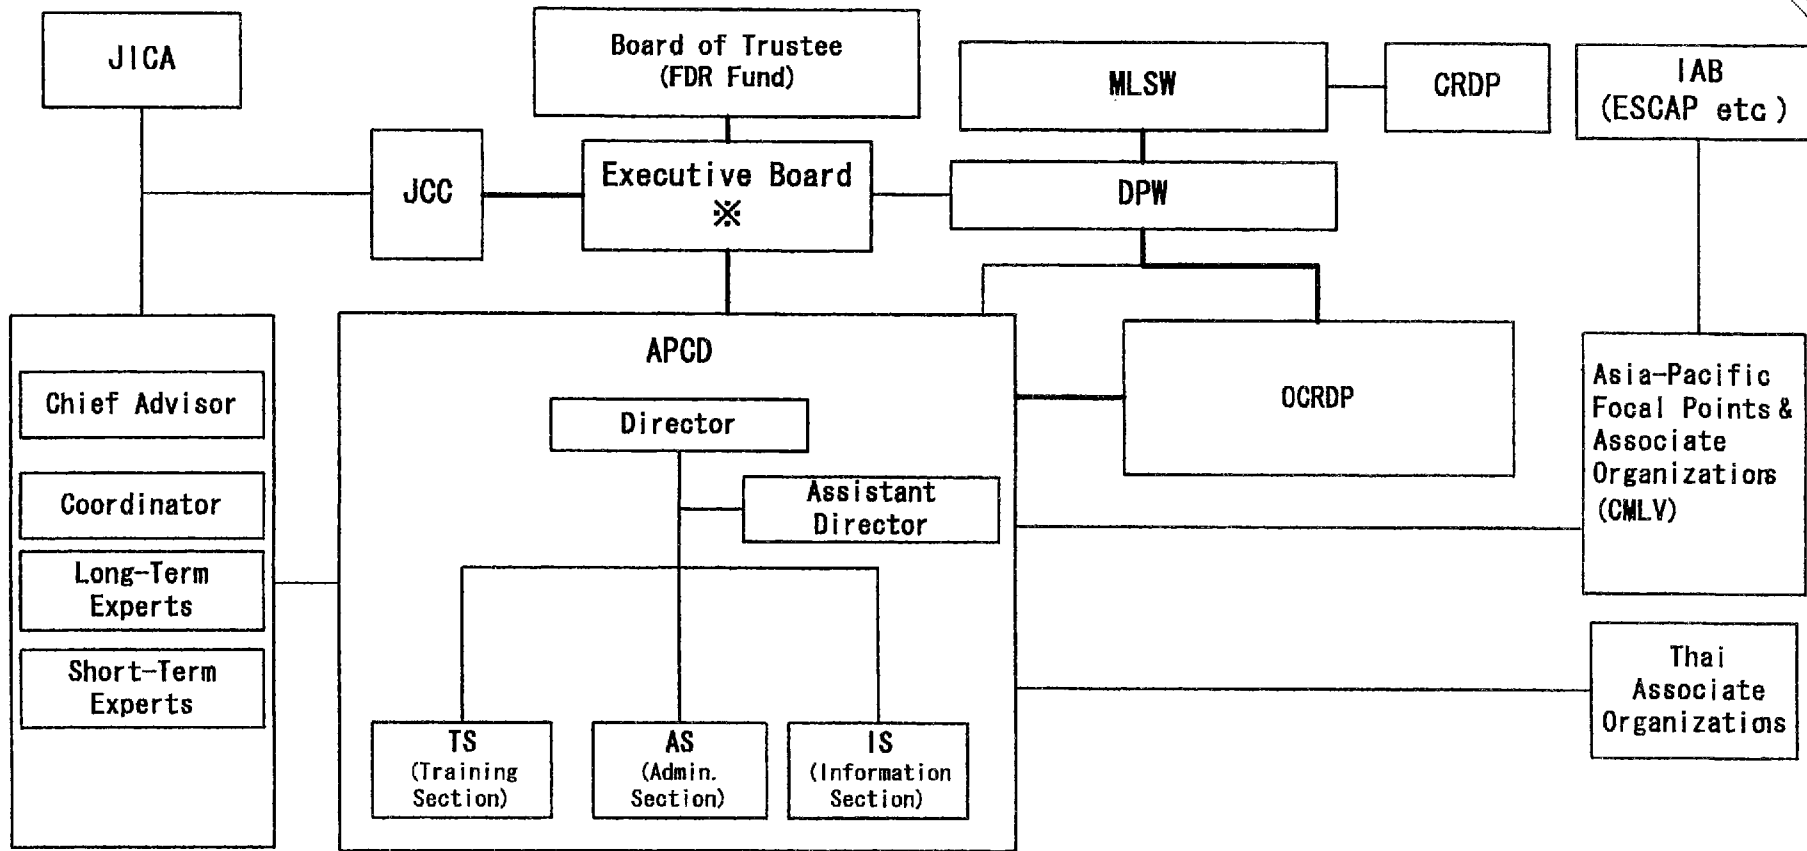 JICA
Board of Trustee
(FDR Fund)
MLSW
CRDP
IAB
(ESCAP etc)
JCC
Executive Board
※
DPW
Chief Advisor
Coordinator
Long-Term
Experts
Short-Term
Experts
APCD
Director
Assistant
Director
TS
(Training
Section)
AS
(Admin.
Section)
IS
(Information
Section)
OCRDP
Asia-Pacific
Focal Points &
Associate
Organizations
(CMLV)
Thai
Associate
Organizations